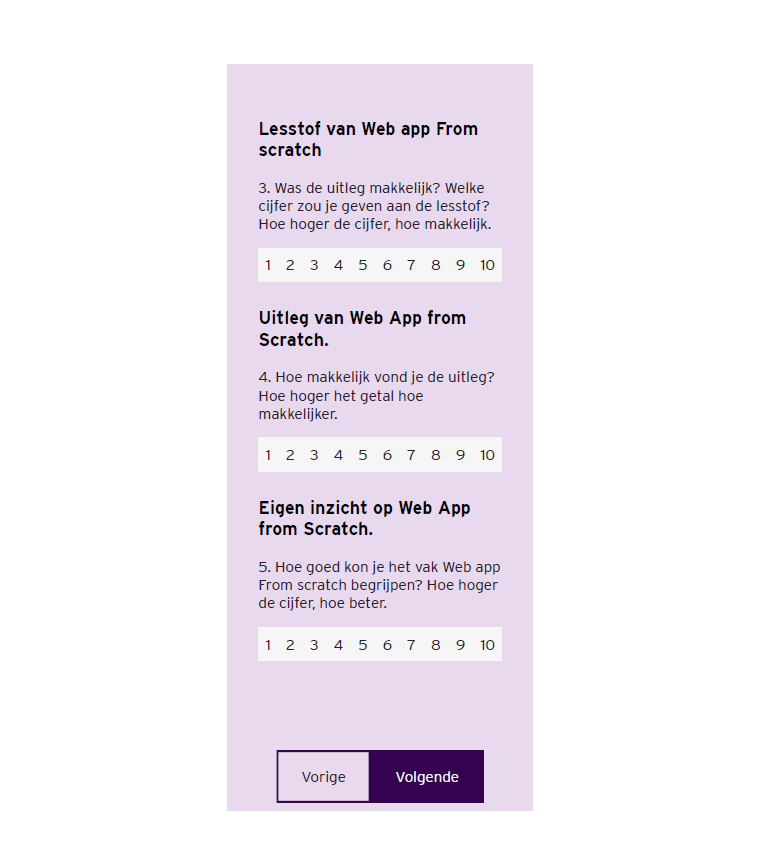 Lesstof van Web app From
scratch
3. Was de uitleg makkelijk? Welke
cijfer zou je geven aan de lesstof?
Hoe hoger de cijfer, hoe makkelijk.
1 2 3 4 5 6 7 8 9 10
Uitleg van Web App from
Scratch.
4. Hoe makkelijk vond je de uitleg?
Hoe hoger het getal hoe
makkelijker.
1 2 3 4 5 6 7 8 9 10
Eigen inzicht op Web App
from Scratch.
5. Hoe goed kon je het vak Web app
From scratch begrijpen? Hoe hoger
de cijfer, hoe beter.
1 2 3 4 5 6 7 8 9 10
Vorige Volgende